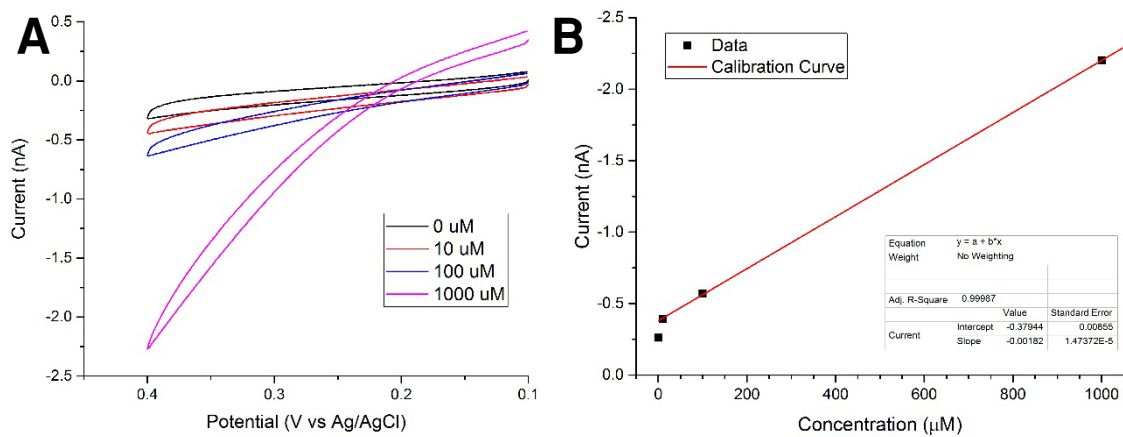 A
0.5
0.0
-0.5
-1.0
-1.5
-2.0
-2.5
Current (nA)
0 uM
10 uM
100 uM
1000 uM
0.4
0.3
0.2
0.1
Potential (V vs Ag/AgCl)
B
-2.5
-2.0
-1.5
-1.0
-0.5
0.0
Current (nA)
Data
Calibration Curve
Equation y = a + b*x
Weight No Weighting
Adj. R-Square 0.99987
Value Standard Error
Current Intercept -0.37944 0.00855
Slope -0.00182 1.47372E-5
0 200 400 600 800 1000
Concentration (μM)